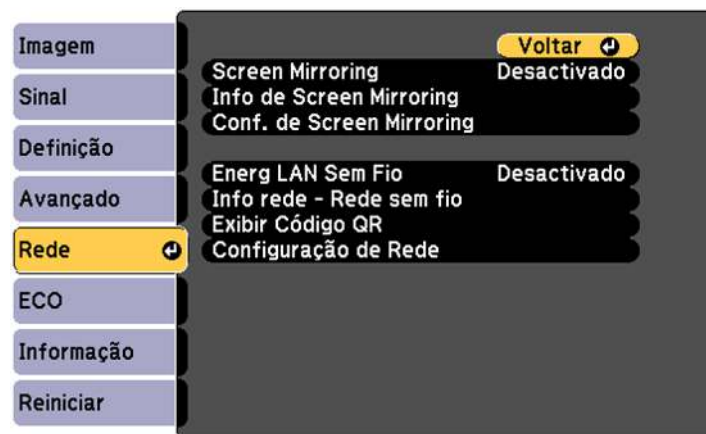 Imagem
Sinal
Definição
Avançado
Rede
ECO
Informação
Reiniciar
Voltar
Screen Mirroring Desactivado
Info de Screen Mirroring
Conf. de Screen Mirroring
Energ LAN Sem Fio Desactivado
Info rede - Rede sem fio
Exibir Código QR
Configuração de Rede